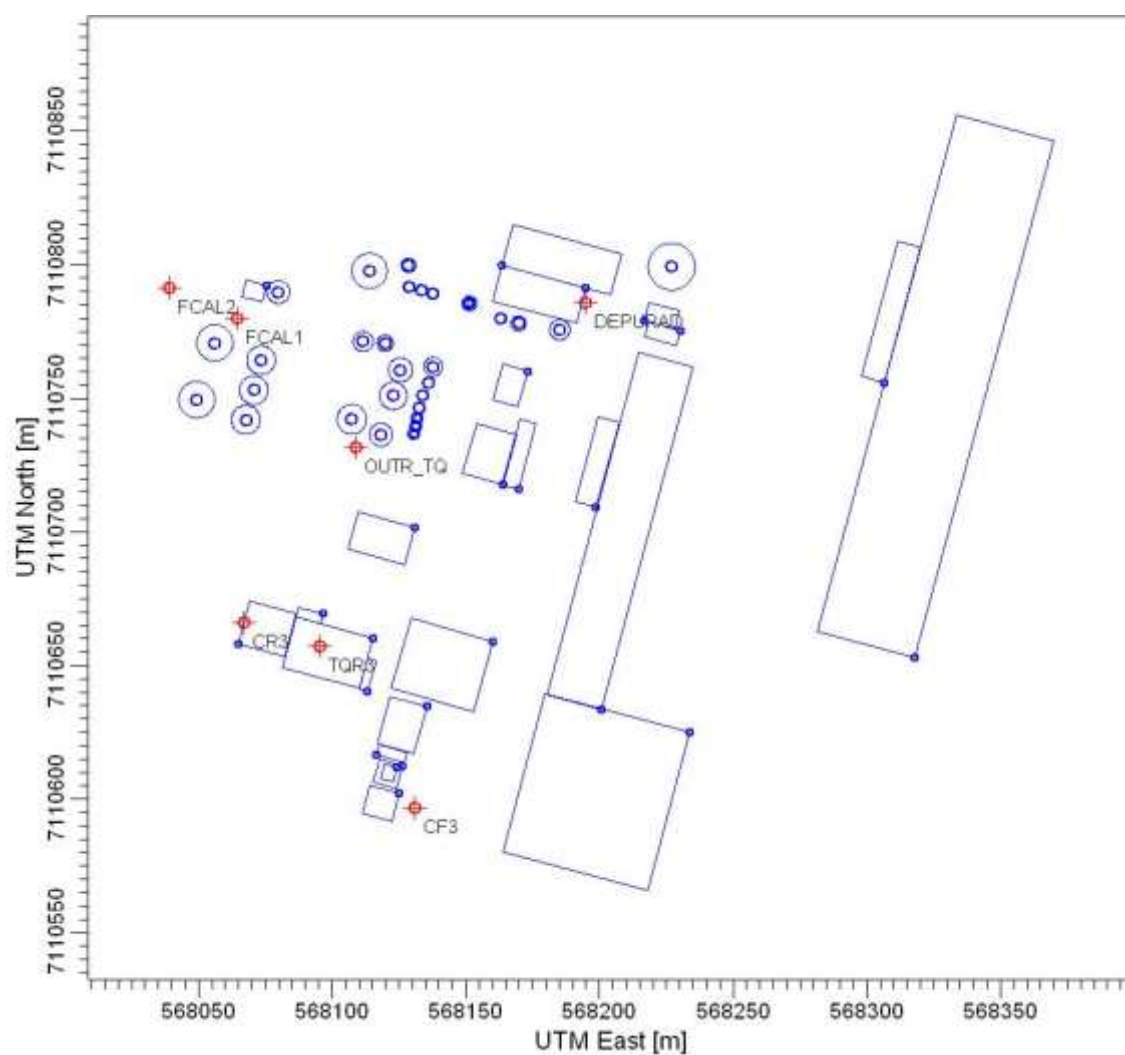 UTM North [m]
7110850
7110800
7110750
7110700
7110650
7110600
7110550
FCAL2
FCAL1
DEPURAD
OUTR_TQ
CR3
TQR3
CF3
568050
568100
568150
568200
568250
568300
568350
UTM East [m]